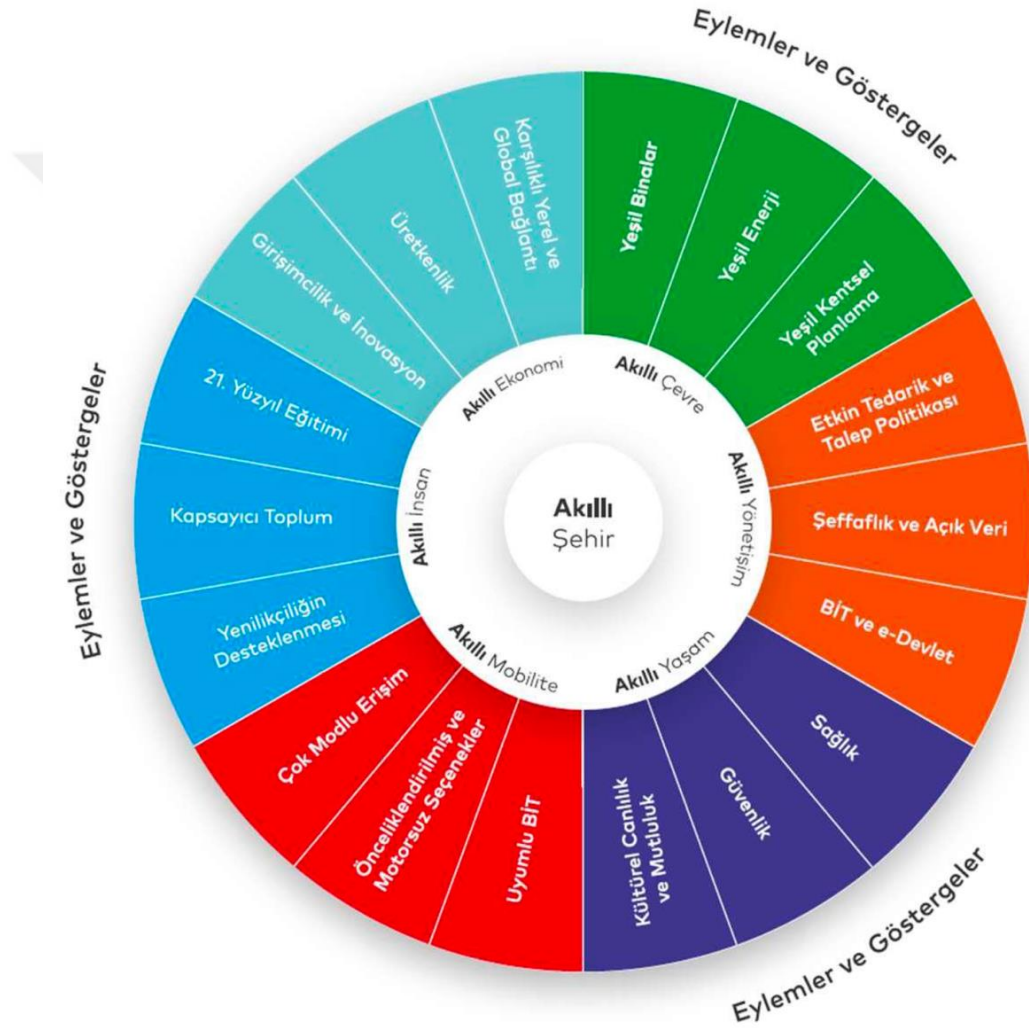 Eylemler ve Göstergeler
Yeşil Binalar
Yeşil Enerji
Yeşil Kentsel
Planlama
Etkin Tedarik ve
Talep Politikası
Şeffaflık ve Açık Veri
BİT ve e-Devlet
Sağlık
Güvenlik
Kültürel Canlılık
ve Mutluluk
Eylemler ve Göstergeler
Uyumlu BİT
Önceliklendirilmiş ve
Motorsuz Seçenekler
Çok Modlu Erişim
Yenilikçiliğin
Desteklenmesi
Kapsayıcı Toplum
21. Yüzyıl Eğitimi
Eylemler ve Göstergeler
Girişimcilik ve İnovasyon
Üretkenlik
Karşılıklı Yerel ve
Global Bağlantı
Akıllı Çevre
Akıllı Yönetişim
Akıllı Yaşam
Akıllı Mobilite
Akıllı İnsan
Akıllı Ekonomi
Akıllı
Şehir